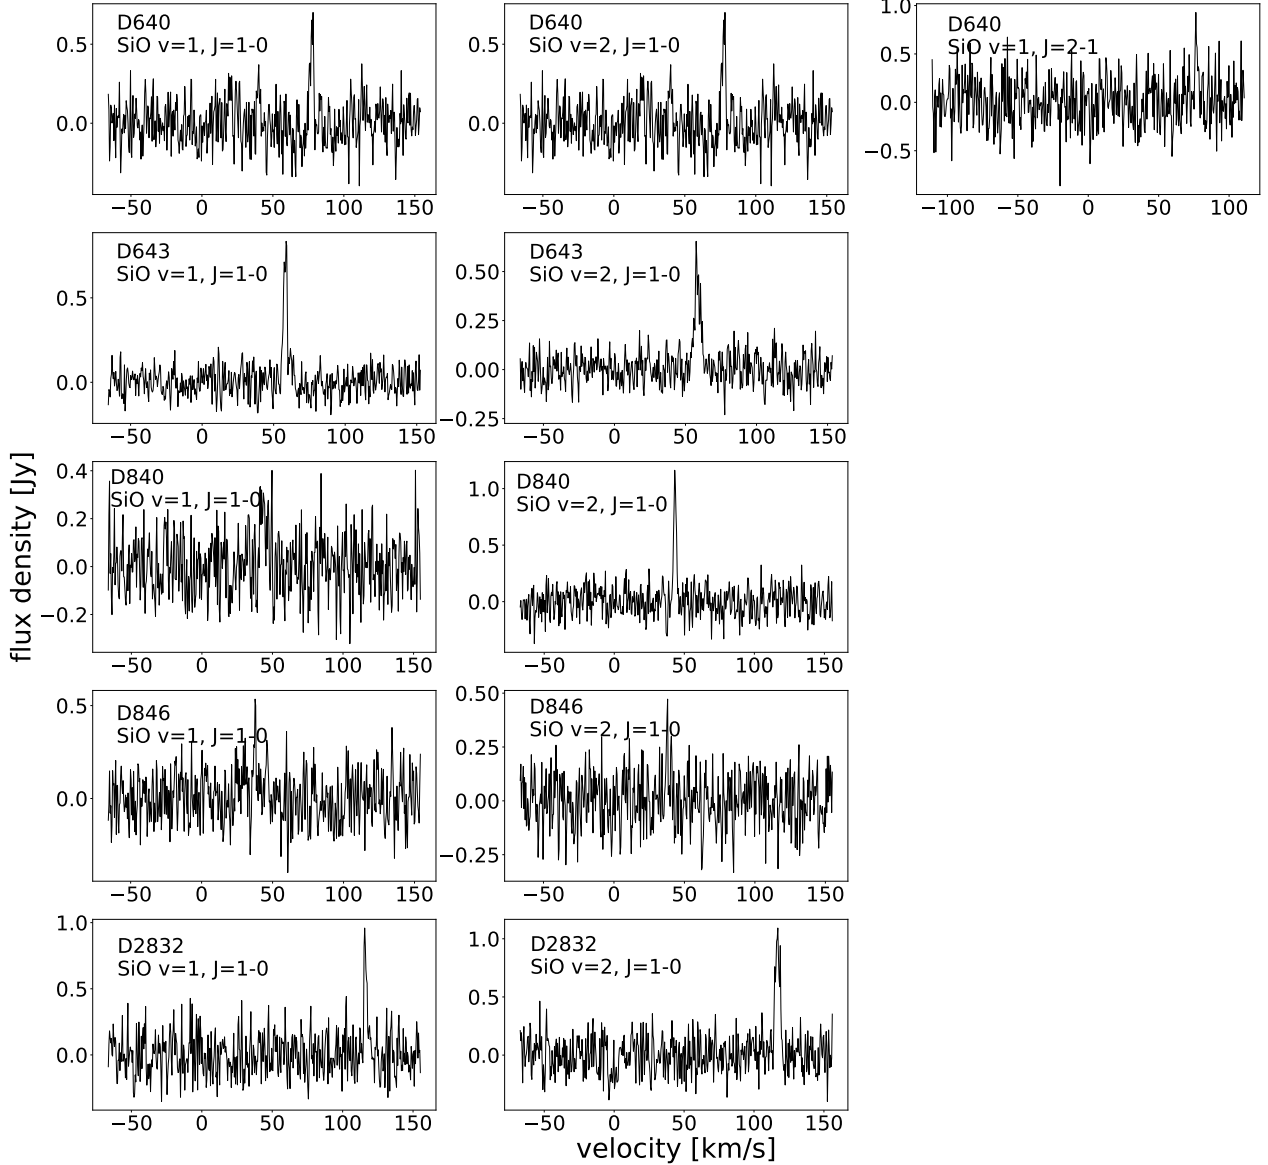 D640
SiO v=1, J=1-0
0.5
0.0
−50 0 50 100 150
D640
SiO v=2, J=1-0
0.5
0.0
−50 0 50 100 150
D640
SiO v=1, J=2-1
1.0
0.5
0.0
−0.5
−100 −50 0 50 100
D643
SiO v=1, J=1-0
0.5
0.0
−50 0 50 100 150
D643
SiO v=2, J=1-0
0.50
0.25
0.00
−0.25
−50 0 50 100 150
D840
SiO v=1, J=1-0
0.4
0.2
0.0
−0.2
−50 0 50 100 150
D840
SiO v=2, J=1-0
1.0
0.5
0.0
−50 0 50 100 150
D846
SiO v=1, J=1-0
0.5
0.0
−50 0 50 100 150
D846
SiO v=2, J=1-0
0.50
0.25
0.00
−0.25
−50 0 50 100 150
D2832
SiO v=1, J=1-0
1.0
0.5
0.0
−50 0 50 100 150
D2832
SiO v=2, J=1-0
1.0
0.5
0.0
−50 0 50 100 150
flux density [Jy]
velocity [km/s]